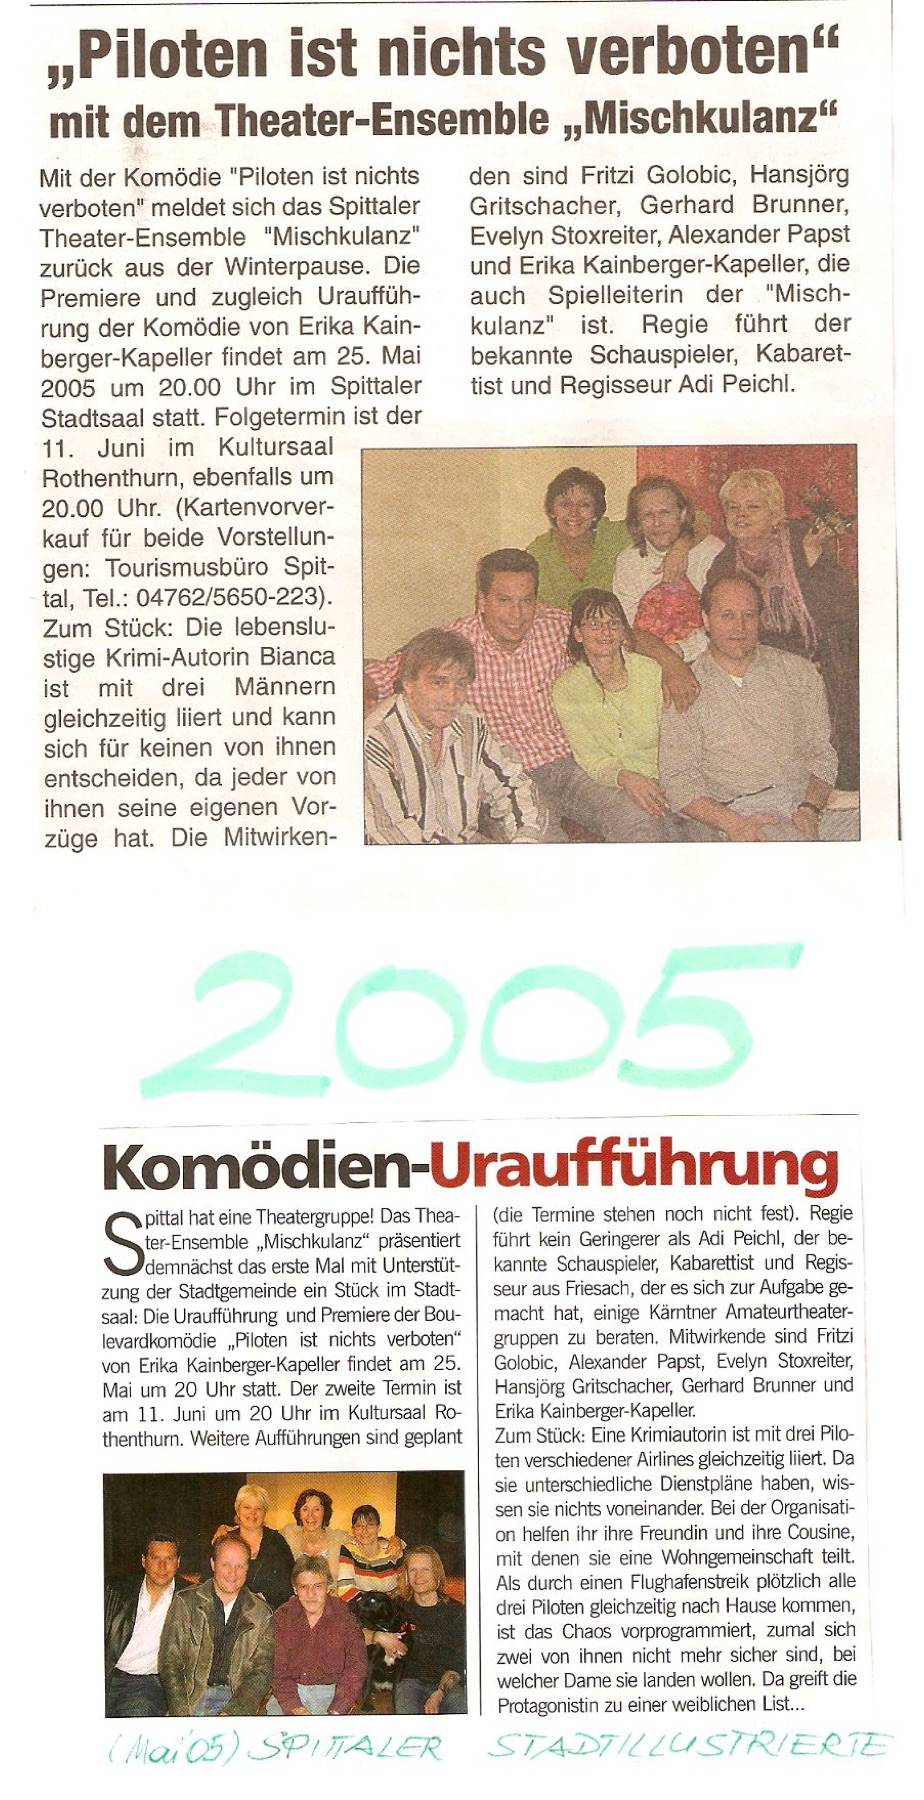 „Piloten ist nichts verboten“
mit dem Theater-Ensemble „Mischkulanz“
Mit der Komödie "Piloten ist nichts
verboten" meldet sich das Spittaler
Theater-Ensemble "Mischkulanz"
zurück aus der Winterpause. Die
Premiere und zugleich Urauffüh-
rung der Komödie von Erika Kain-
berger-Kapeller findet am 25. Mai
2005 um 20.00 Uhr im Spittaler
Stadtsaal statt. Folgetermin ist der
11. Juni im Kultursaal
Rothenthurn, ebenfalls um
20.00 Uhr. (Kartenvorver-
kauf für beide Vorstellun-
gen: Tourismusbüro Spit-
tal, Tel.: 04762/5650-223).
Zum Stück: Die lebenslu-
stige Krimi-Autorin Bianca
ist mit drei Männern
gleichzeitig liiert und kann
sich für keinen von ihnen
entscheiden, da jeder von
ihnen seine eigenen Vor-
züge hat. Die Mitwirken-
den sind Fritzi Golobic, Hansjörg
Gritschacher, Gerhard Brunner,
Evelyn Stoxreiter, Alexander Papst
und Erika Kainberger-Kapeller, die
auch Spielleiterin der "Misch-
kulanz" ist. Regie führt der
bekannte Schauspieler, Kabaret-
tist und Regisseur Adi Peichl.
2005
Komödien-Uraufführung
Spittal hat eine Theatergruppe! Das Thea-
ter-Ensemble „Mischkulanz“ präsentiert
demnächst das erste Mal mit Unterstüt-
zung der Stadtgemeinde ein Stück im Stadt-
saal: Die Uraufführung und Premiere der Bou-
levardkomödie „Piloten ist nichts verboten“
von Erika Kainberger-Kapeller findet am 25.
Mai um 20 Uhr statt. Der zweite Termin ist
am 11. Juni um 20 Uhr im Kultursaal Ro-
thenthurn. Weitere Aufführungen sind geplant
(die Termine stehen noch nicht fest). Regie
führt kein Geringerer als Adi Peichl, der be-
kannte Schauspieler, Kabarettist und Regis-
seur aus Friesach, der es sich zur Aufgabe ge-
macht hat, einige Kärntner Amateurtheater-
gruppen zu beraten. Mitwirkende sind Fritzi
Golobic, Alexander Papst, Evelyn Stoxreiter,
Hansjörg Gritschacher, Gerhard Brunner und
Erika Kainberger-Kapeller.
Zum Stück: Eine Krimiautorin ist mit drei Pilo-
ten verschiedener Airlines gleichzeitig liiert. Da
sie unterschiedliche Dienstpläne haben, wis-
sen sie nichts voneinander. Bei der Organisati-
on helfen ihr ihre Freundin und ihre Cousine,
mit denen sie eine Wohngemeinschaft teilt.
Als durch einen Flughafenstreik plötzlich alle
drei Piloten gleichzeitig nach Hause kommen,
ist das Chaos vorprogrammiert, zumal sich
zwei von ihnen nicht mehr sicher sind, bei
welcher Dame sie landen wollen. Da greift die
Protagonistin zu einer weiblichen List...
(Mai '05) SPITTALER STADTILLUSTRIERTE